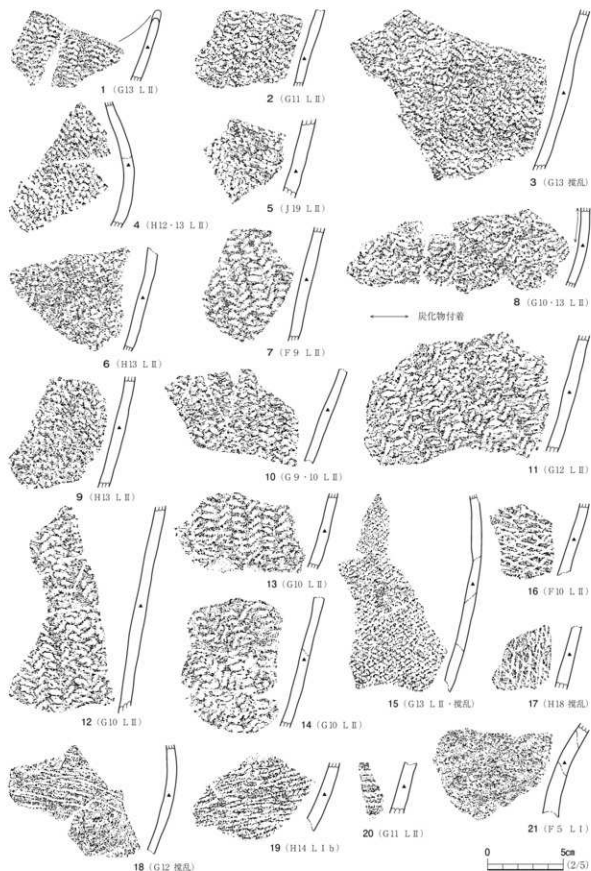 1 (G13 LⅡ)
2 (G11 LⅡ)
3 (G13 撹乱)
4 (H12・13 LⅡ)
5 (J19 LⅡ)
6 (H13 LⅡ)
7 (F 9 LⅡ)
8 (G10・13 LⅡ)
炭化物付着
9 (H13 LⅡ)
10 (G 9・10 LⅡ)
11 (G12 LⅡ)
12 (G10 LⅡ)
13 (G10 LⅡ)
14 (G10 LⅡ)
15 (G13 LⅡ・撹乱)
16 (F10 LⅡ)
17 (H18 撹乱)
18 (G12 撹乱)
19 (H14 LⅠb)
20 (G11 LⅡ)
21 (F 5 LⅠ)
0 5cm
(2/5)